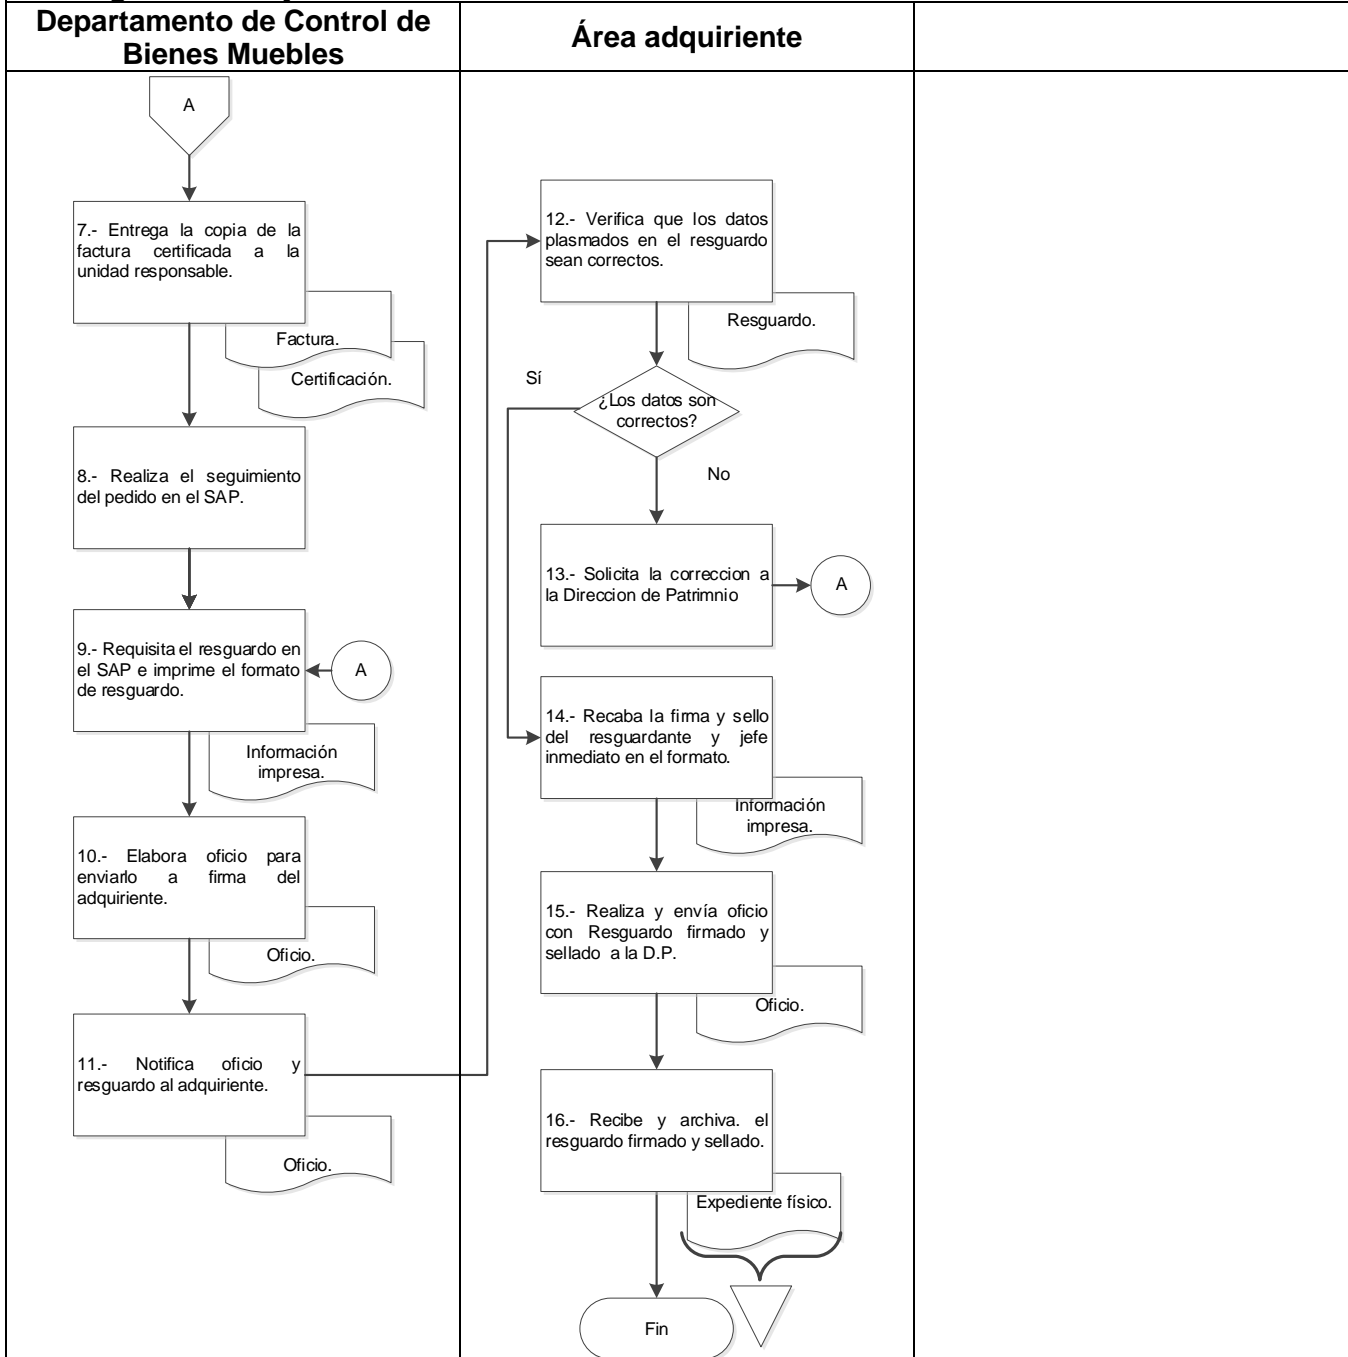 Departamento de Control de
Bienes Muebles
Área adquiriente
A
7.- Entrega la copia de la
factura certificada a la
unidad responsable.
Factura.
Certificación.
8.- Realiza el seguimiento
del pedido en el SAP.
9.- Requisita el resguardo en
el SAP e imprime el formato
de resguardo.
A
Información
impresa.
10.- Elabora oficio para
enviarlo a firma del
adquiriente.
Oficio.
11.- Notifica oficio y
resguardo al adquiriente.
Oficio.
12.- Verifica que los datos
plasmados en el resguardo
sean correctos.
Resguardo.
Sí
¿Los datos son
correctos?
No
13.- Solicita la correccion a
la Direccion de Patrimnio
A
14.- Recaba la firma y sello
del resguardante y jefe
inmediato en el formato.
Información
impresa.
15.- Realiza y envía oficio
con Resguardo firmado y
sellado a la D.P.
Oficio.
16.- Recibe y archiva. el
resguardo firmado y sellado.
Expediente físico.
Fin